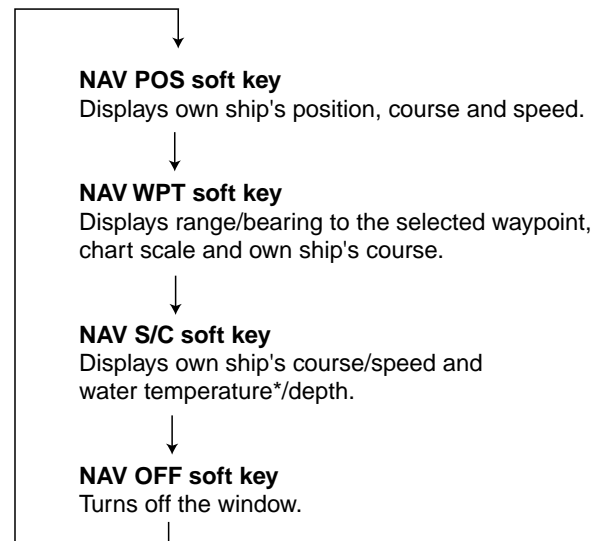 NAV POS soft key
Displays own ship's position, course and speed.
NAV WPT soft key
Displays range/bearing to the selected waypoint,
chart scale and own ship's course.
NAV S/C soft key
Displays own ship's course/speed and
water temperature*/depth.
NAV OFF soft key
Turns off the window.